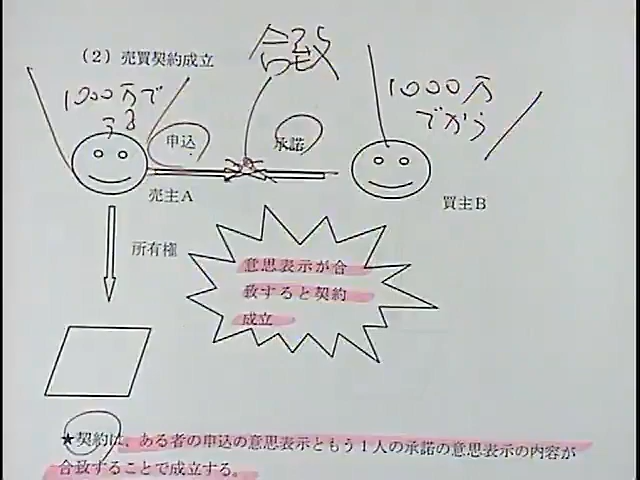 (2) 売買契約成立
合致
1000万で
うる
1000万
でかう
申込
承諾
売主A
買主B
所有権
意思表示が合
致すると契約
成立
★契約は、ある者の申込の意思表示ともう1人の承諾の意思表示の内容が
合致することで成立する。